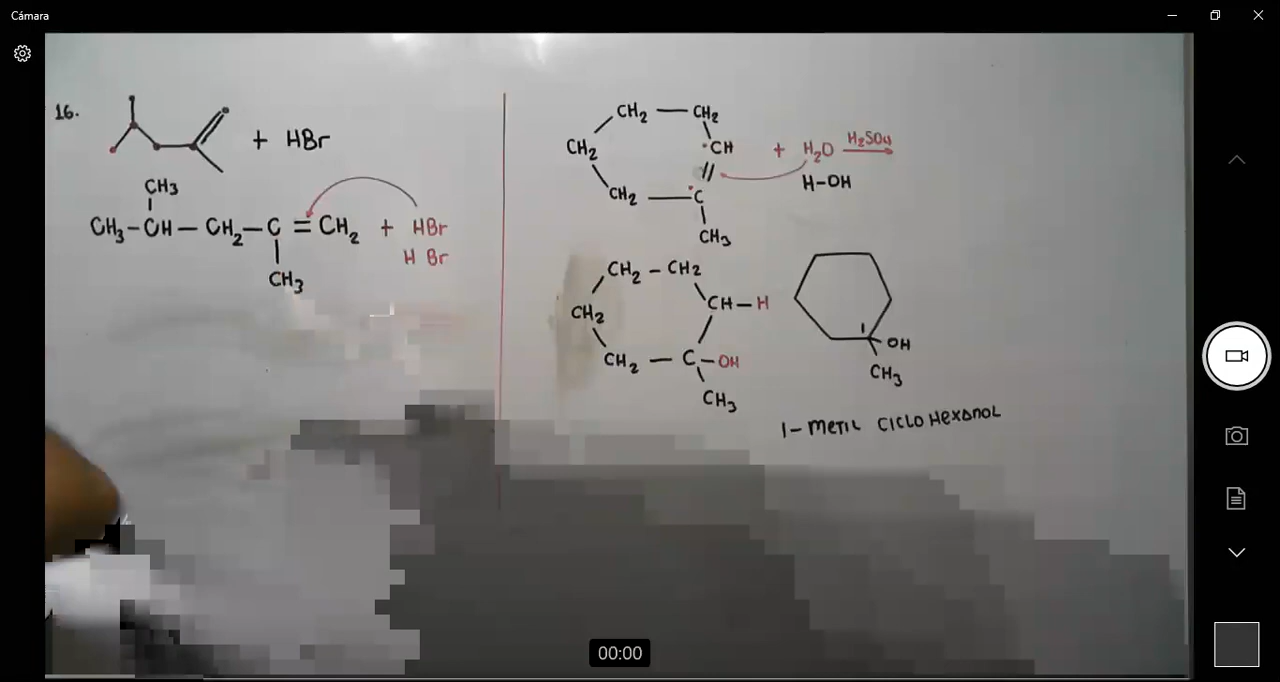 Cámara
16.
+ HBr
CH3
CH3-CH-CH2-C=CH2 + HBr
H Br
CH3
CH2-CH2
CH2
CH
+ H2O H2SO4
H-OH
CH2-C
CH3
CH2-CH2
CH-H
CH2
CH2-C-OH
CH3
OH
CH3
1-METIL CICLO HEXANOL
00:00